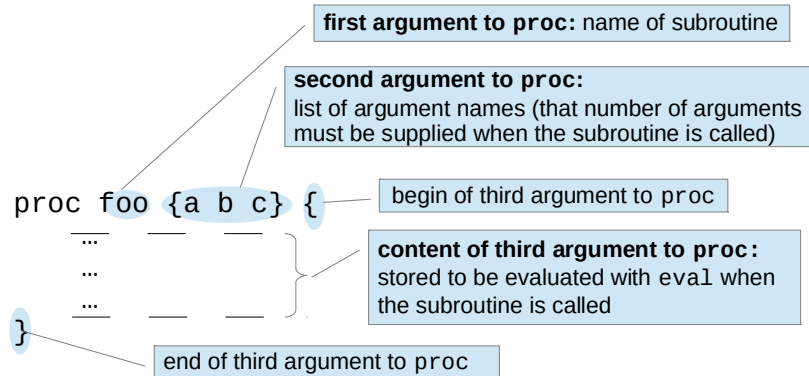 first argument to proc: name of subroutine
second argument to proc:
list of argument names (that number of arguments
must be supplied when the subroutine is called)
proc foo {a b c} {
begin of third argument to proc
...
...
...
content of third argument to proc:
stored to be evaluated with eval when
the subroutine is called
}
end of third argument to proc